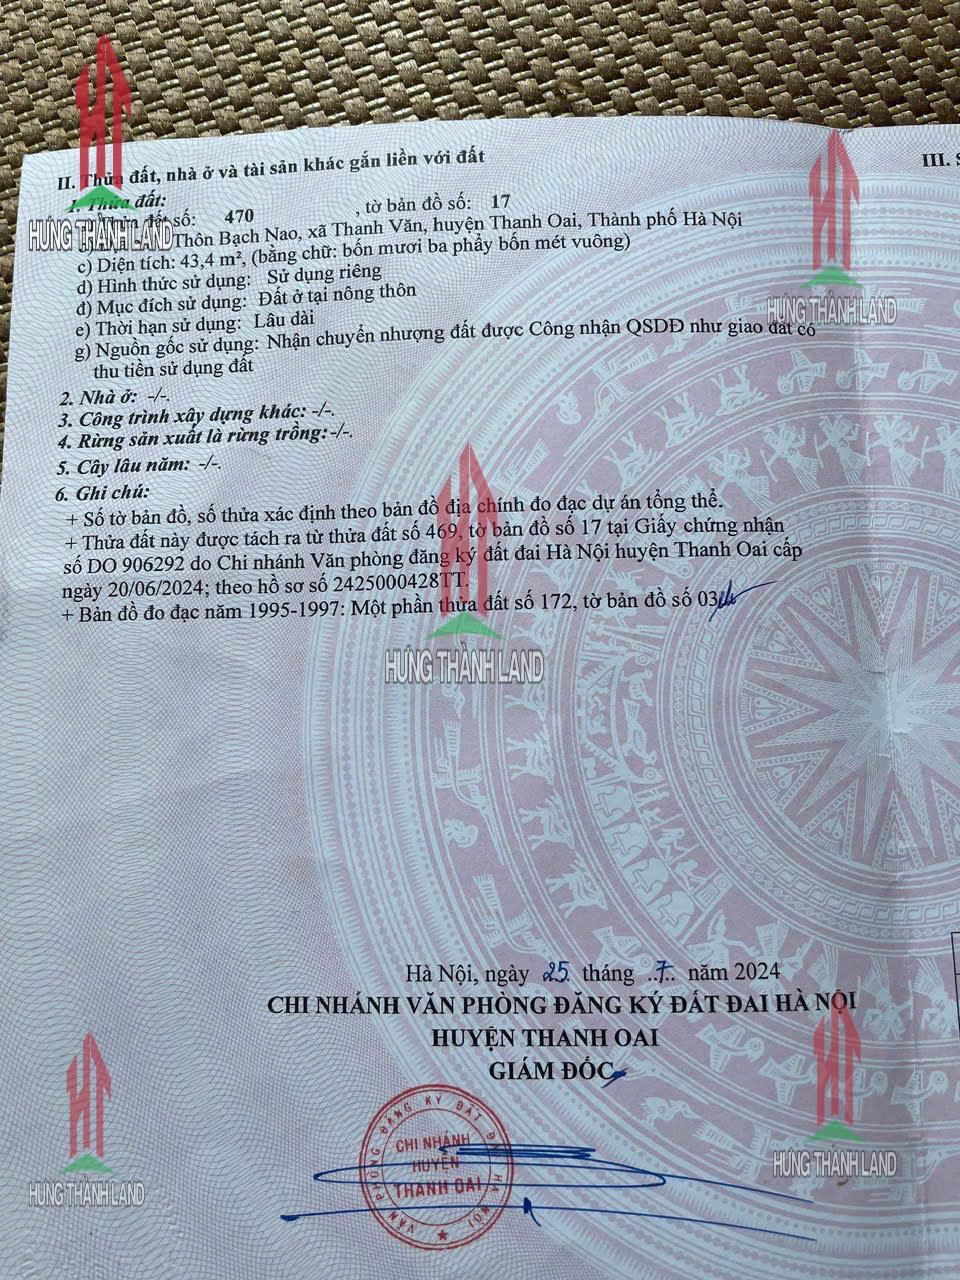 II. Thửa đất, nhà ở và tài sản khác gắn liền với đất
III. S
1. Thửa đất:
đất số: 470 , tờ bản đồ số: 17
Thôn Bạch Nao, xã Thanh Văn, huyện Thanh Oai, Thành phố Hà Nội
c) Diện tích: 43,4 m², (bằng chữ: bốn mươi ba phẩy bốn mét vuông)
d) Hình thức sử dụng: Sử dụng riêng
đ) Mục đích sử dụng: Đất ở tại nông thôn
e) Thời hạn sử dụng: Lâu dài
g) Nguồn gốc sử dụng: Nhận chuyển nhượng đất được Công nhận QSDĐ như giao đất có
thu tiền sử dụng đất
2. Nhà ở: -/-.
3. Công trình xây dựng khác: -/-.
4. Rừng sản xuất là rừng trồng: -/-.
5. Cây lâu năm: -/-.
6. Ghi chú:
+ Số tờ bản đồ, số thửa xác định theo bản đồ địa chính đo đạc dự án tổng thể.
+ Thửa đất này được tách ra từ thửa đất số 469, tờ bản đồ số 17 tại Giấy chứng nhận
số DO 906292 do Chi nhánh Văn phòng đăng ký đất đai Hà Nội huyện Thanh Oai cấp
ngày 20/06/2024; theo hồ sơ số 2425000428TT.
+ Bản đồ đo đạc năm 1995-1997: Một phần thửa đất số 172, tờ bản đồ số 03
Hà Nội, ngày 25 tháng ..7.. năm 2024
CHI NHÁNH VĂN PHÒNG ĐĂNG KÝ ĐẤT ĐAI HÀ NỘI
HUYỆN THANH OAI
GIÁM ĐỐC
VĂN PHÒNG ĐĂNG KÝ ĐẤT ĐAI HÀ NỘI
CHI NHÁNH
HUYỆN
THANH OAI
HƯNG THÀNH LAND
HƯNG THÀNH LAND
HƯNG THÀNH LAND
HƯNG THÀNH LAND
HƯNG THÀNH LAND